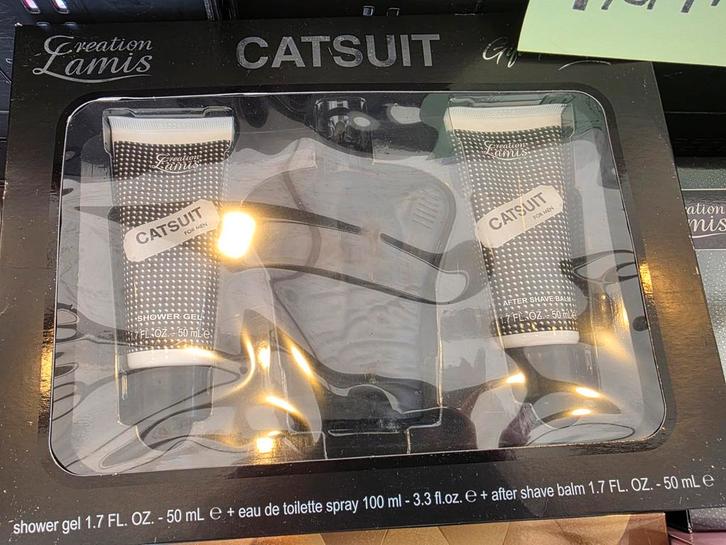 Creation
Lamis
CATSUIT
Creation
Lamis
CATSUIT
FOR MEN
SHOWER GEL
1.7 FL. OZ. - 50 mL ℮
Creation
Lamis
CATSUIT
FOR MEN
AFTER SHAVE BALM
1.7 FL. OZ. - 50 mL ℮
shower gel 1.7 FL. OZ. - 50 mL ℮ + eau de toilette spray 100 ml - 3.3 fl.oz. ℮ + after shave balm 1.7 FL. OZ. - 50 mL ℮